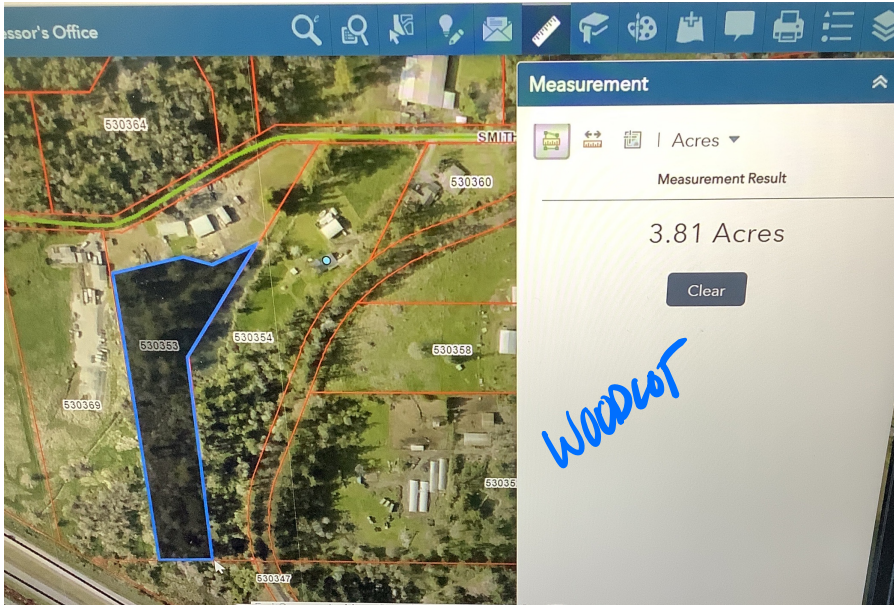 essor's Office
530364
SMITH
530360
530353
530354
530358
530369
53035
530347
Measurement
Acres
Measurement Result
3.81 Acres
Clear
WOODLOT